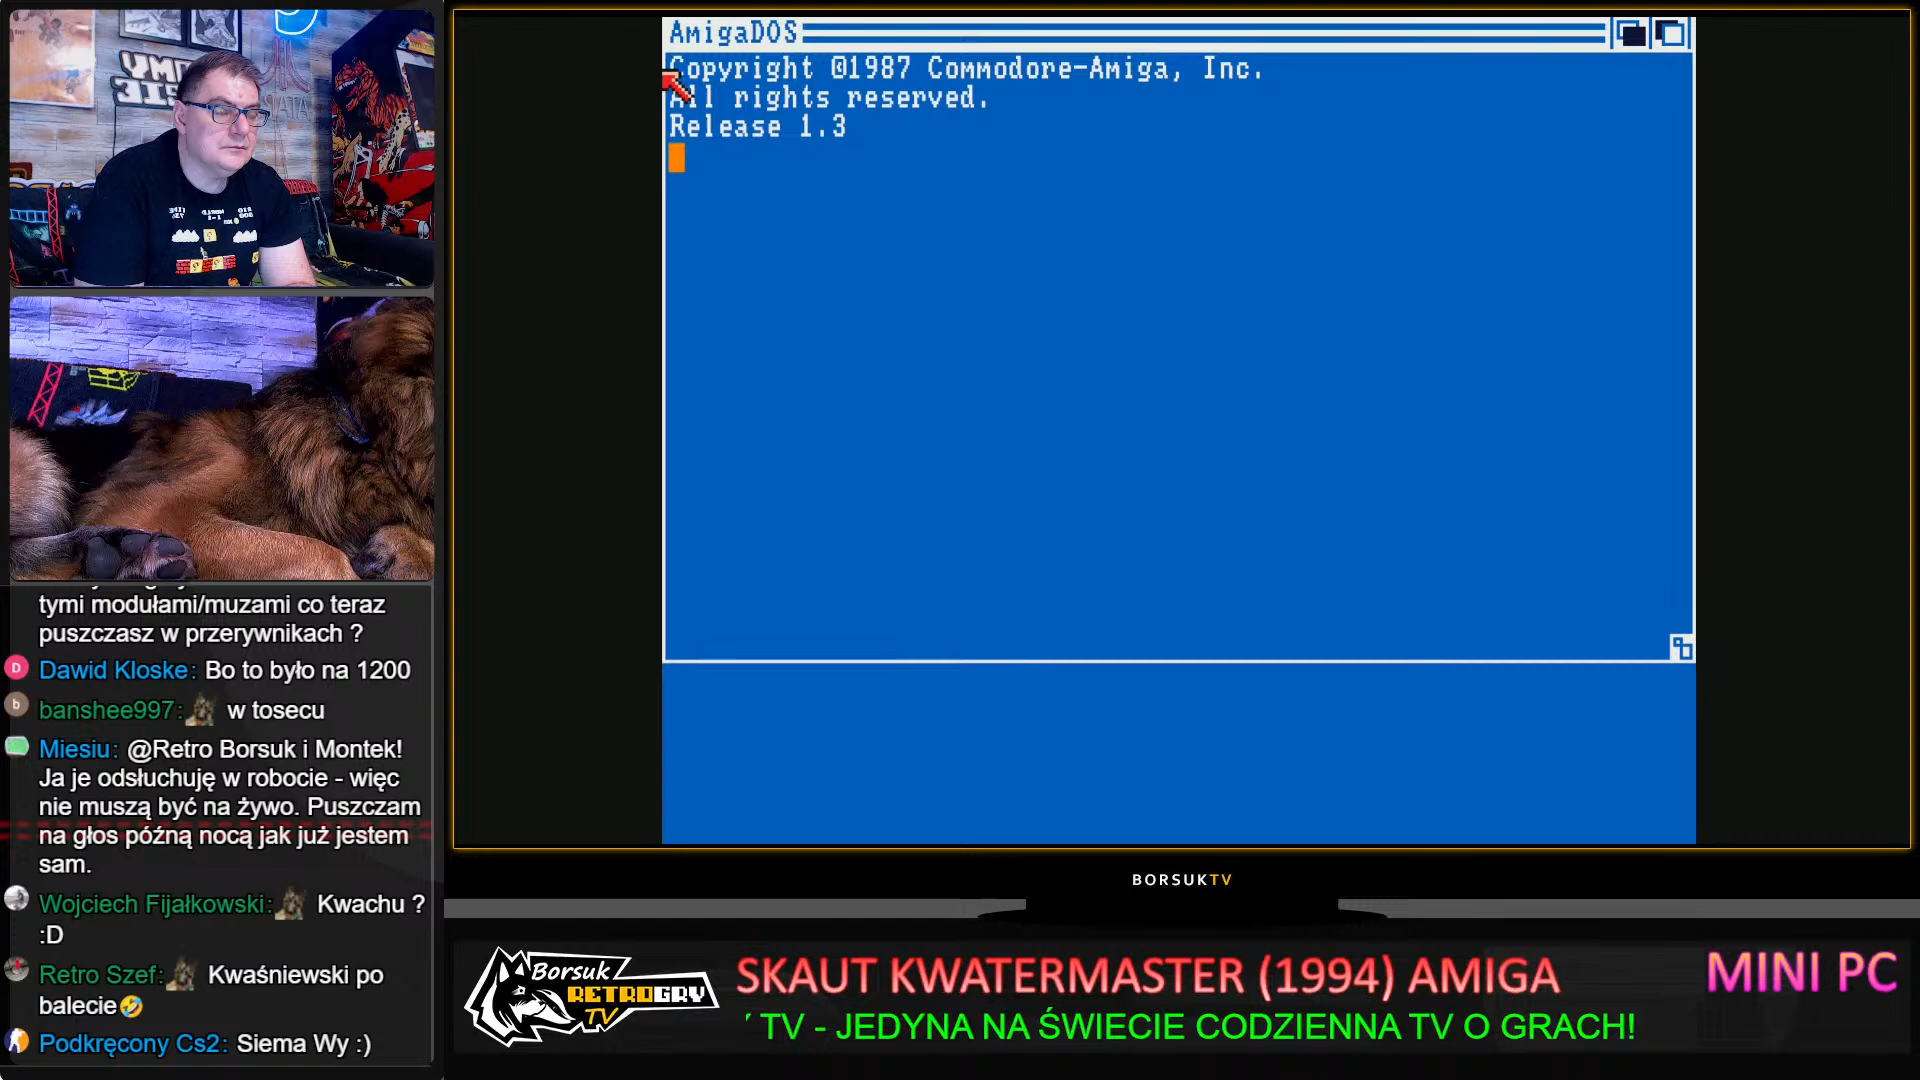 AmigaDOS
Copyright ©1987 Commodore-Amiga, Inc.
All rights reserved.
Release 1.3
tymi modułami/muzami co teraz
puszczasz w przerywnikach ?
Dawid Kloske: Bo to było na 1200
banshee997: w tosecu
Miesiu: @Retro Borsuk i Montek!
Ja je odsłuchuję w robocie - więc
nie muszą być na żywo. Puszczam
na głos późną nocą jak już jestem
sam.
Wojciech Fijałkowski: Kwachu ?
:D
Retro Szef: Kwaśniewski po
balecie🤣
Podkręcony Cs2: Siema Wy :)
BORSUKTV
Borsuk
RETROGRY
TV
SKAUT KWATERMASTER (1994) AMIGA
MINI PC
TV - JEDYNA NA ŚWIECIE CODZIENNA TV O GRACH!